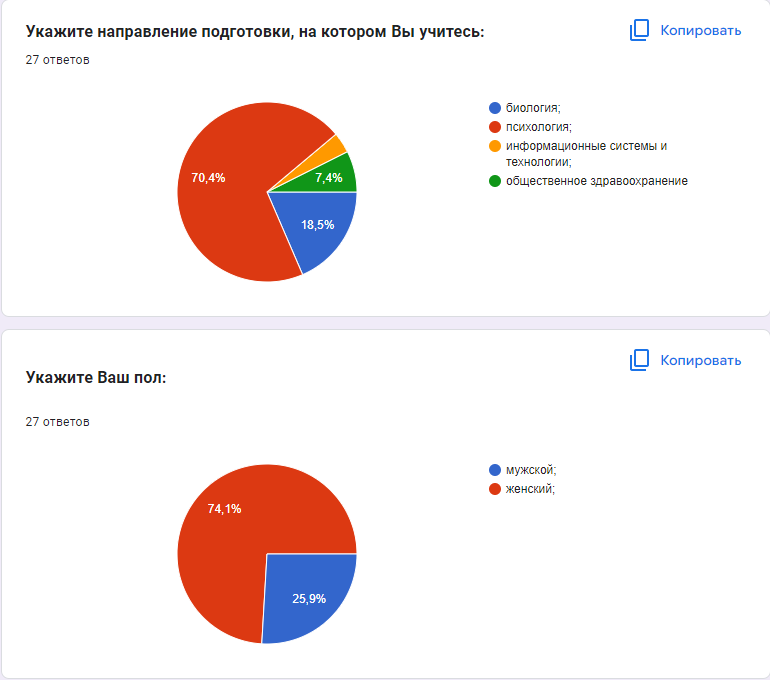 Укажите направление подготовки, на котором Вы учитесь:
Копировать
27 ответов
биология;
психология;
информационные системы и
технологии;
общественное здравоохранение
70,4%
7,4%
18,5%
Копировать
Укажите Ваш пол:
27 ответов
мужской;
женский;
74,1%
25,9%